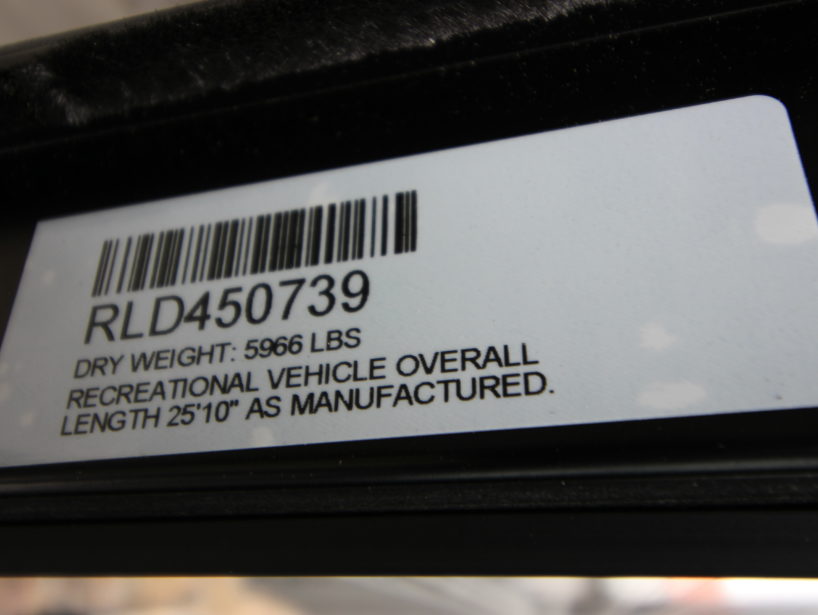 RLD450739
DRY WEIGHT: 5966 LBS
RECREATIONAL VEHICLE OVERALL
LENGTH 25'10" AS MANUFACTURED.